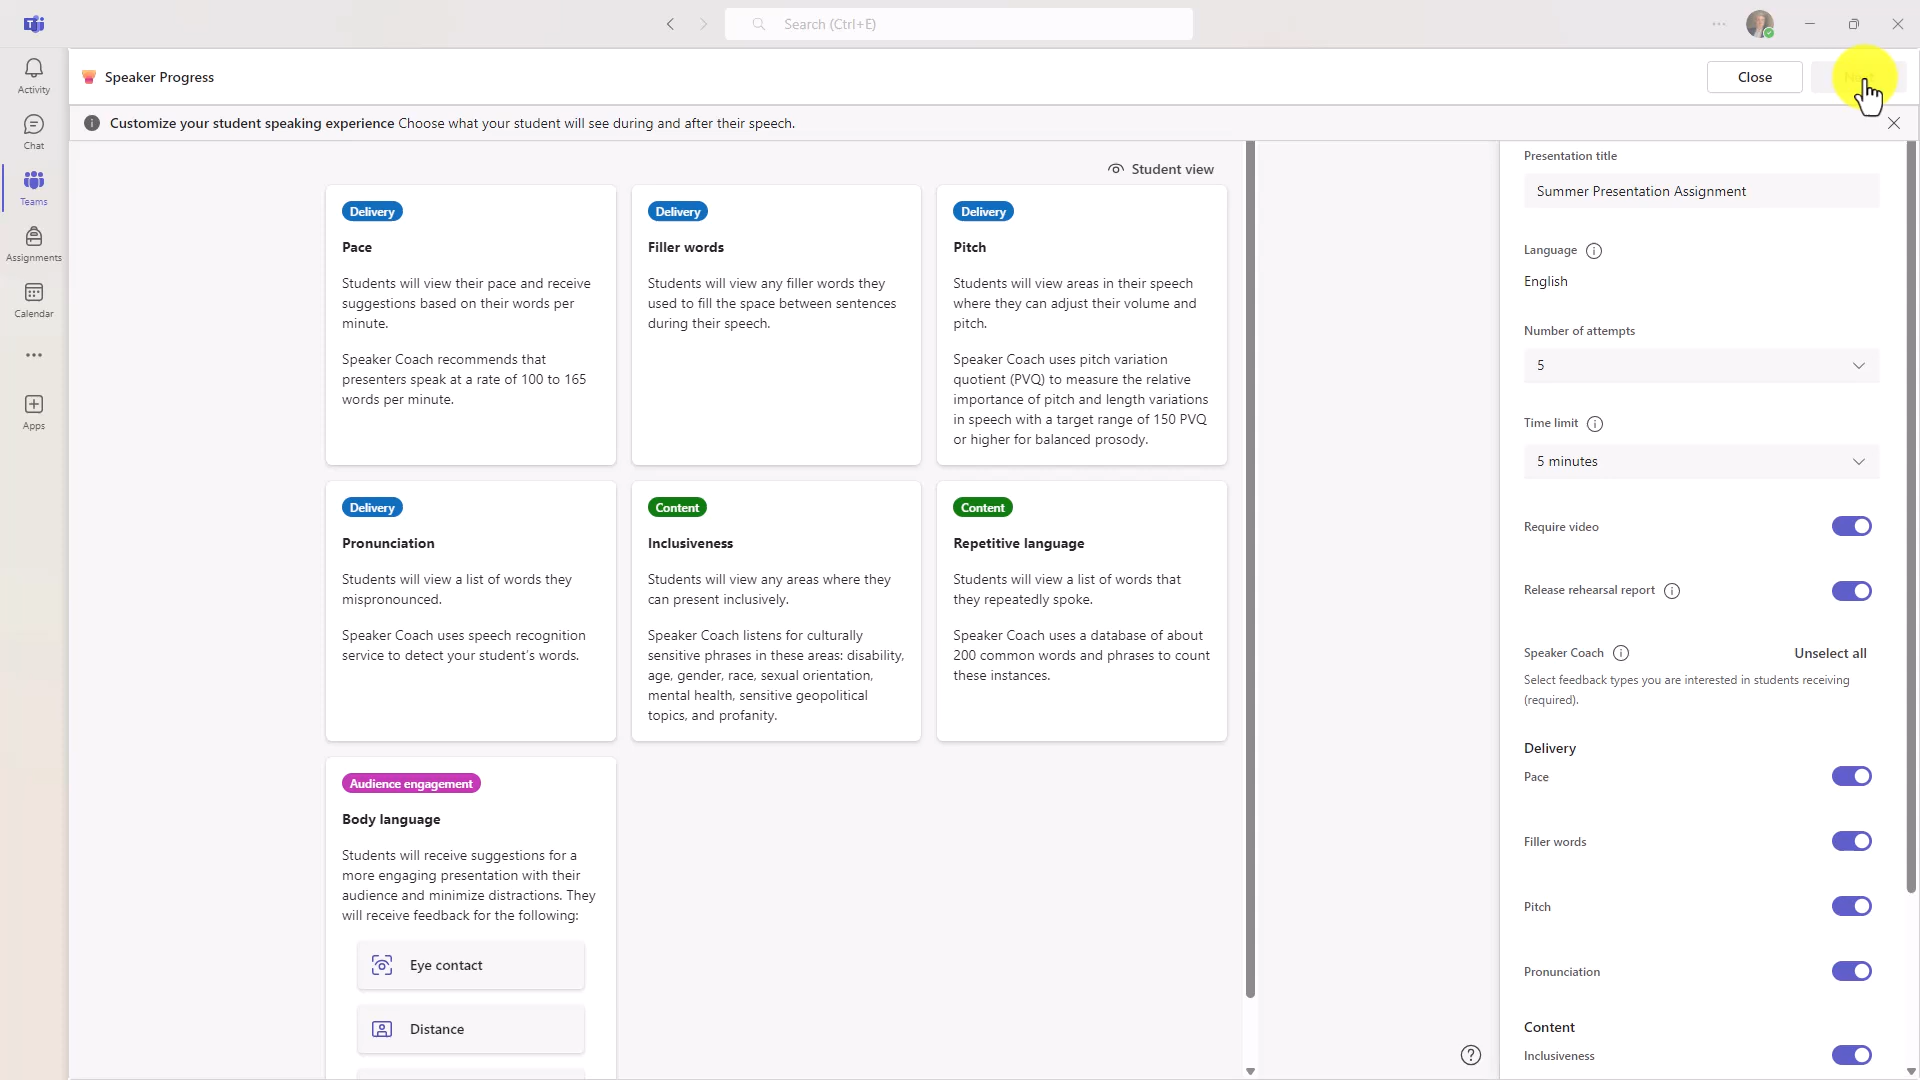 Search (Ctrl+E)
Activity
Chat
Teams
Assignments
Calendar
Apps
Speaker Progress
Close
Next
Customize your student speaking experience Choose what your student will see during and after their speech.
Student view
Delivery
Pace
Students will view their pace and receive
suggestions based on their words per
minute.
Speaker Coach recommends that
presenters speak at a rate of 100 to 165
words per minute.
Delivery
Filler words
Students will view any filler words they
used to fill the space between sentences
during their speech.
Delivery
Pitch
Students will view areas in their speech
where they can adjust their volume and
pitch.
Speaker Coach uses pitch variation
quotient (PVQ) to measure the relative
importance of pitch and length variations
in speech with a target range of 150 PVQ
or higher for balanced prosody.
Delivery
Pronunciation
Students will view a list of words they
mispronounced.
Speaker Coach uses speech recognition
service to detect your student's words.
Content
Inclusiveness
Students will view any areas where they
can present inclusively.
Speaker Coach listens for culturally
sensitive phrases in these areas: disability,
age, gender, race, sexual orientation,
mental health, sensitive geopolitical
topics, and profanity.
Content
Repetitive language
Students will view a list of words that
they repeatedly spoke.
Speaker Coach uses a database of about
200 common words and phrases to count
these instances.
Audience engagement
Body language
Students will receive suggestions for a
more engaging presentation with their
audience and minimize distractions. They
will receive feedback for the following:
Eye contact
Distance
Presentation title
Summer Presentation Assignment
Language
English
Number of attempts
5
Time limit
5 minutes
Require video
Release rehearsal report
Speaker Coach
Unselect all
Select feedback types you are interested in students receiving
(required).
Delivery
Pace
Filler words
Pitch
Pronunciation
Content
Inclusiveness